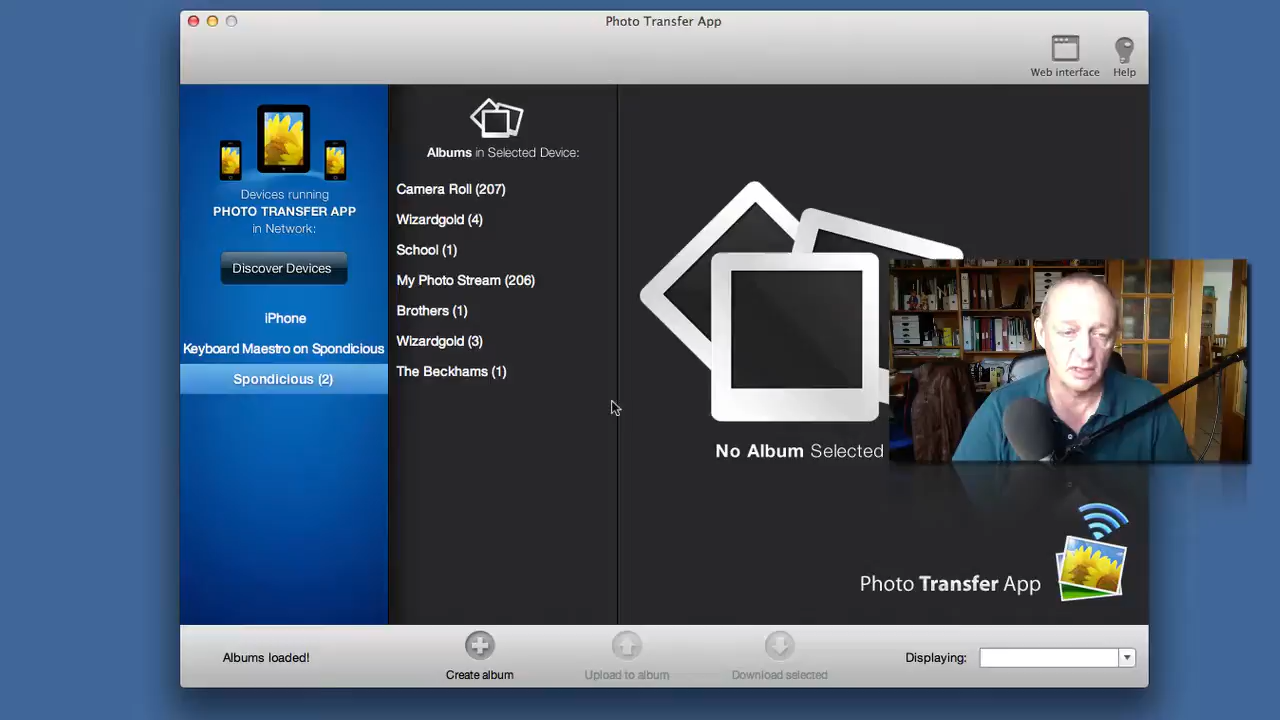 Photo Transfer App
Web interface
Help
Devices running
PHOTO TRANSFER APP
in Network:
Discover Devices
iPhone
Keyboard Maestro on Spondicious
Spondicious (2)
Albums in Selected Device:
Camera Roll (207)
Wizardgold (4)
School (1)
My Photo Stream (206)
Brothers (1)
Wizardgold (3)
The Beckhams (1)
No Album Selected
Photo Transfer App
Albums loaded!
Create album
Upload to album
Download selected
Displaying: